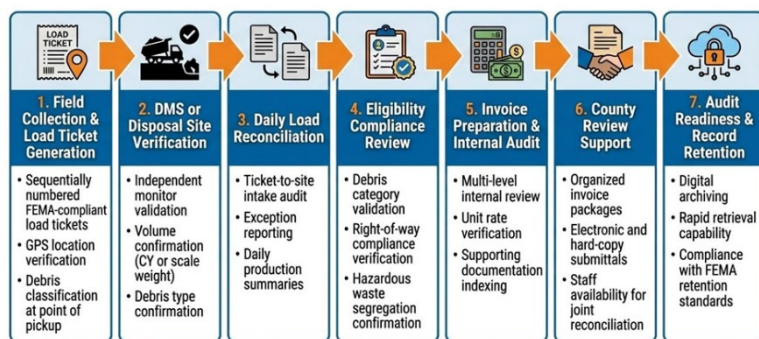 LOAD
TICKET
1. Field
Collection &
Load Ticket
Generation
• Sequentially
numbered
FEMA-compliant
load tickets
• GPS location
verification
• Debris
classification
at point of
pickup
2. DMS or
Disposal Site
Verification
• Independent
monitor
validation
• Volume
confirmation
(CY or scale
weight)
• Debris type
confirmation
3. Daily Load
Reconciliation
• Ticket-to-site
intake audit
• Exception
reporting
• Daily
production
summaries
4. Eligibility
Compliance
Review
• Debris
category
validation
• Right-of-way
compliance
verification
• Hazardous
waste
segregation
confirmation
5. Invoice
Preparation &
Internal Audit
• Multi-level
internal review
• Unit rate
verification
• Supporting
documentation
indexing
6. County
Review
Support
• Organized
invoice
packages
• Electronic and
hard-copy
submittals
• Staff
availability for
joint
reconciliation
7. Audit
Readiness &
Record
Retention
• Digital
archiving
• Rapid retrieval
capability
• Compliance
with FEMA
retention
standards